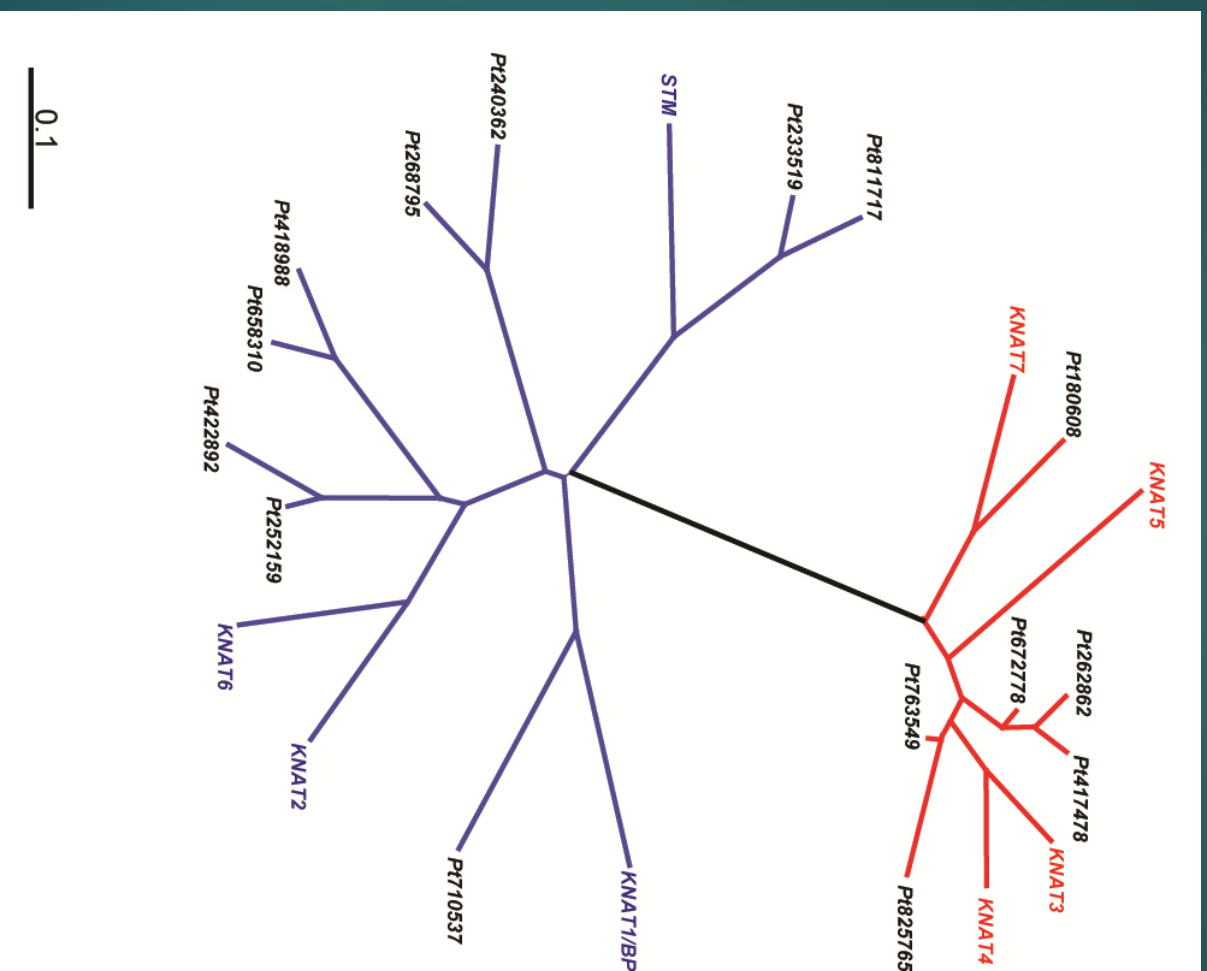 0.1
Pt240362
Pt268795
STM
Pt233519
Pt811717
Pt418988
Pt658310
Pt422892
Pt252159
KNAT6
KNAT2
Pt710537
KNAT1/BP
KNAT7
Pt180608
KNAT5
Pt672778
Pt262862
Pt763549
Pt417478
KNAT3
KNAT4
Pt825765